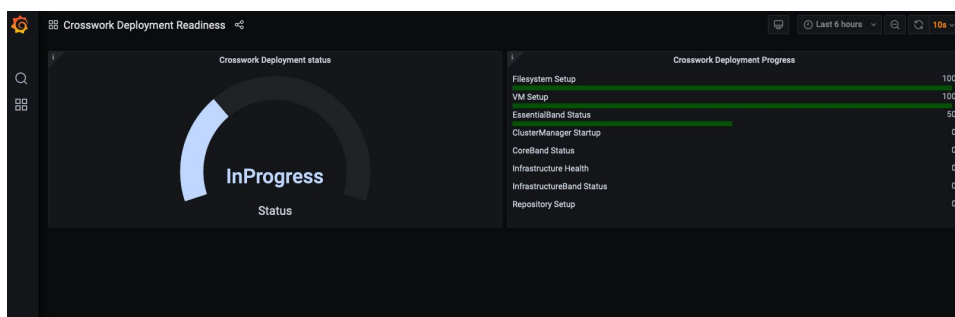 Crosswork Deployment Readiness
Last 6 hours
10s
Crosswork Deployment status
InProgress
Status
Crosswork Deployment Progress
Filesystem Setup 100
VM Setup 100
EssentialBand Status 50
ClusterManager Startup 0
CoreBand Status 0
Infrastructure Health 0
InfrastructureBand Status 0
Repository Setup 0